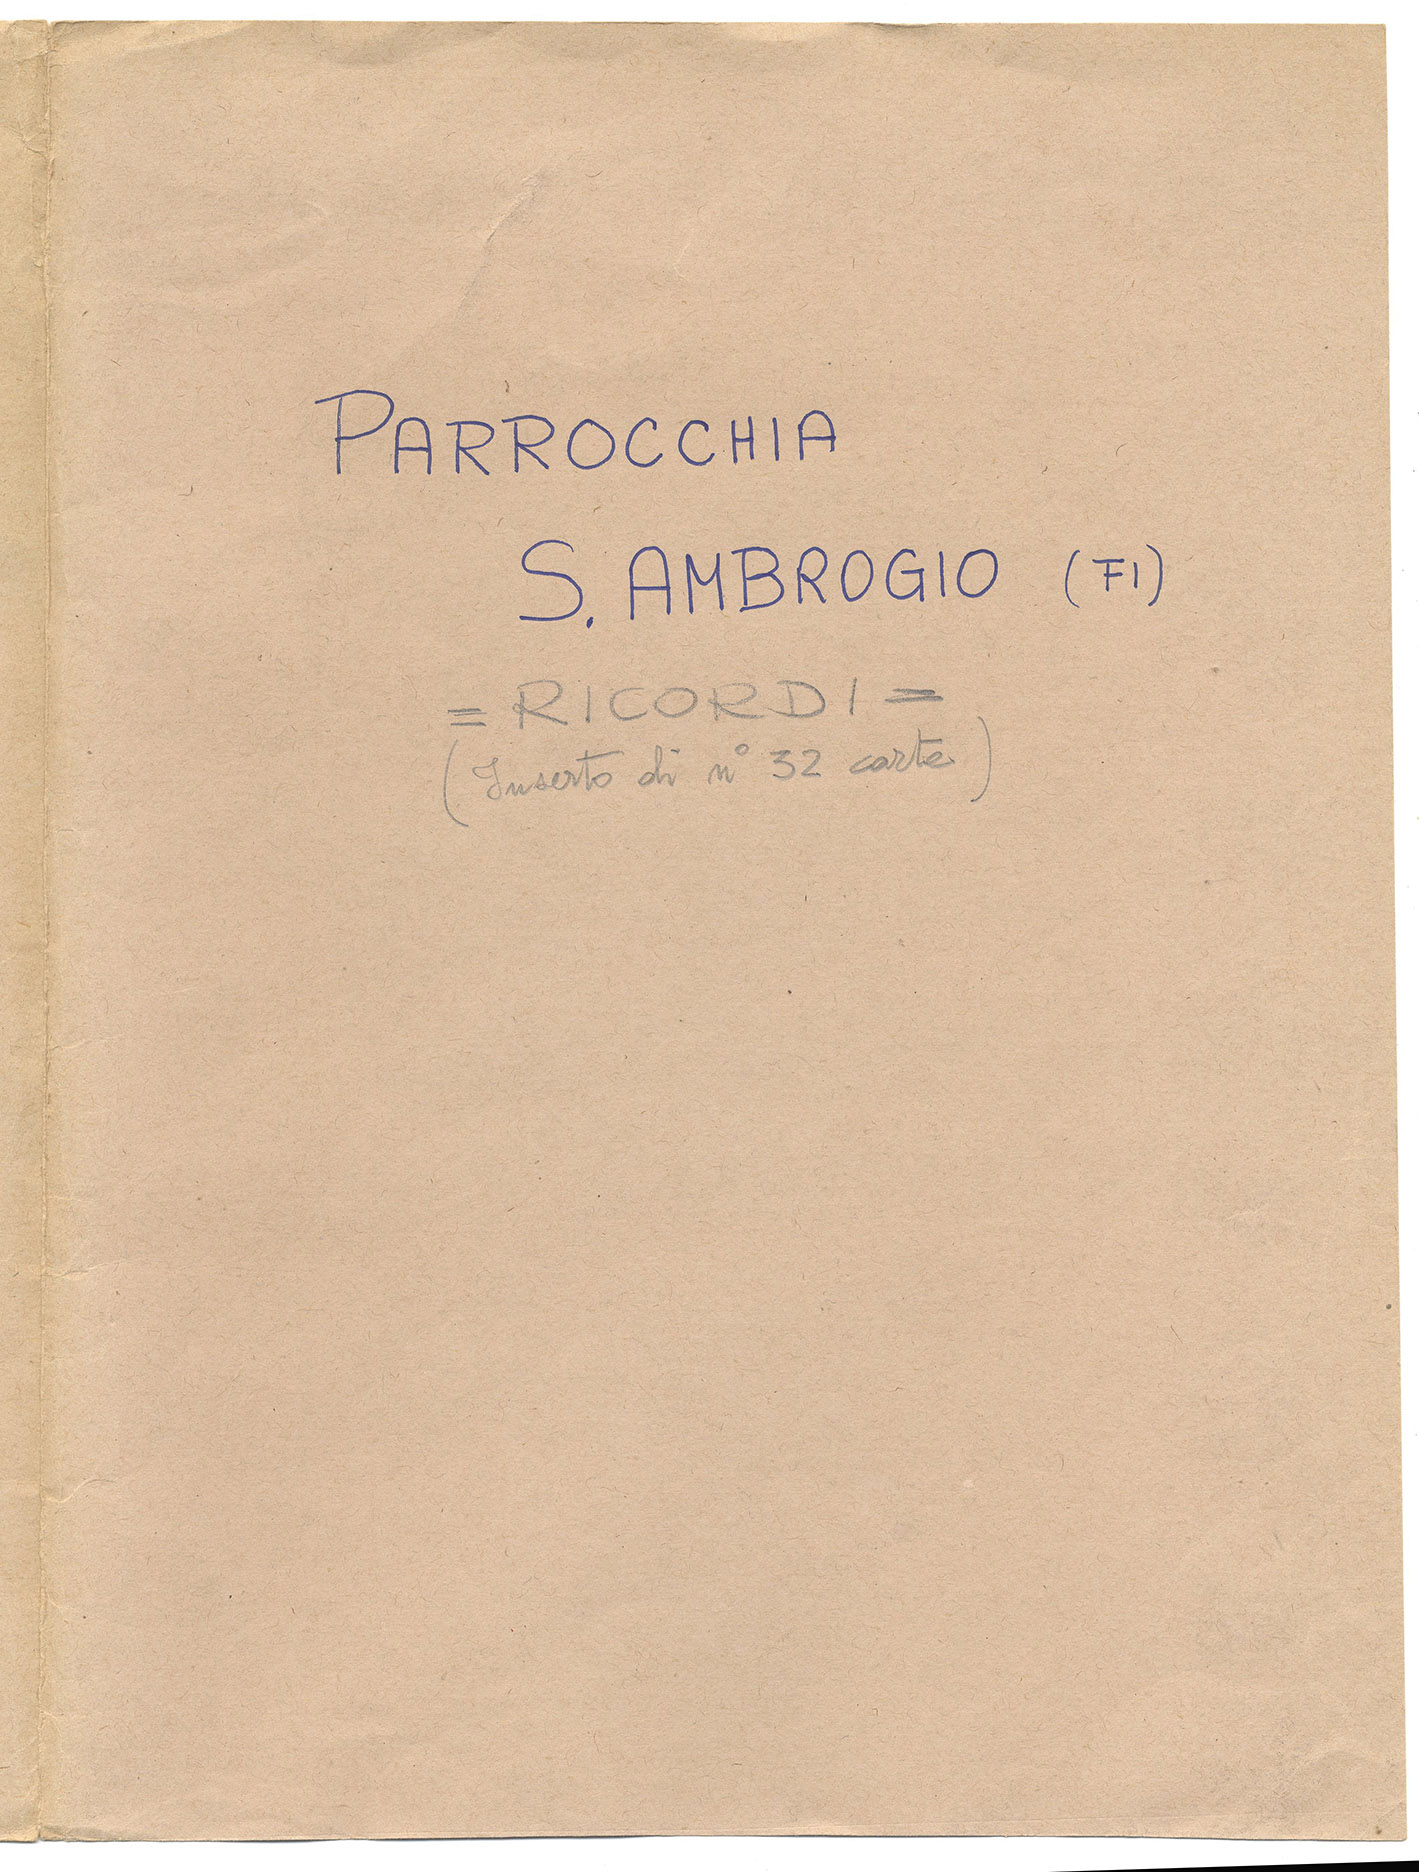 PARROCCHIA
S. AMBROGIO (FI)
= RICORDI =
(Inserto di n° 32 carte)